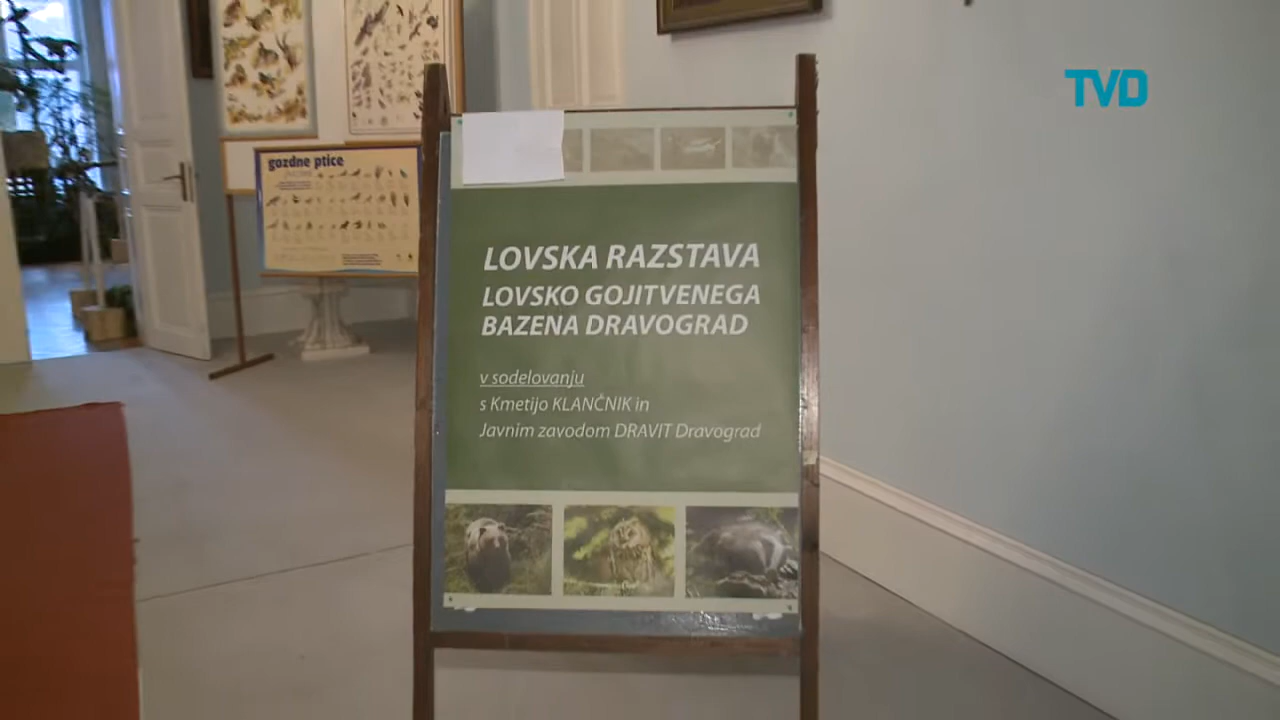 TVD
gozdne ptice
LOVSKA RAZSTAVA
LOVSKO GOJITVENEGA
BAZENA DRAVOGRAD
v sodelovanju
s Kmetijo KLANČNIK in
Javnim zavodom DRAVIT Dravograd